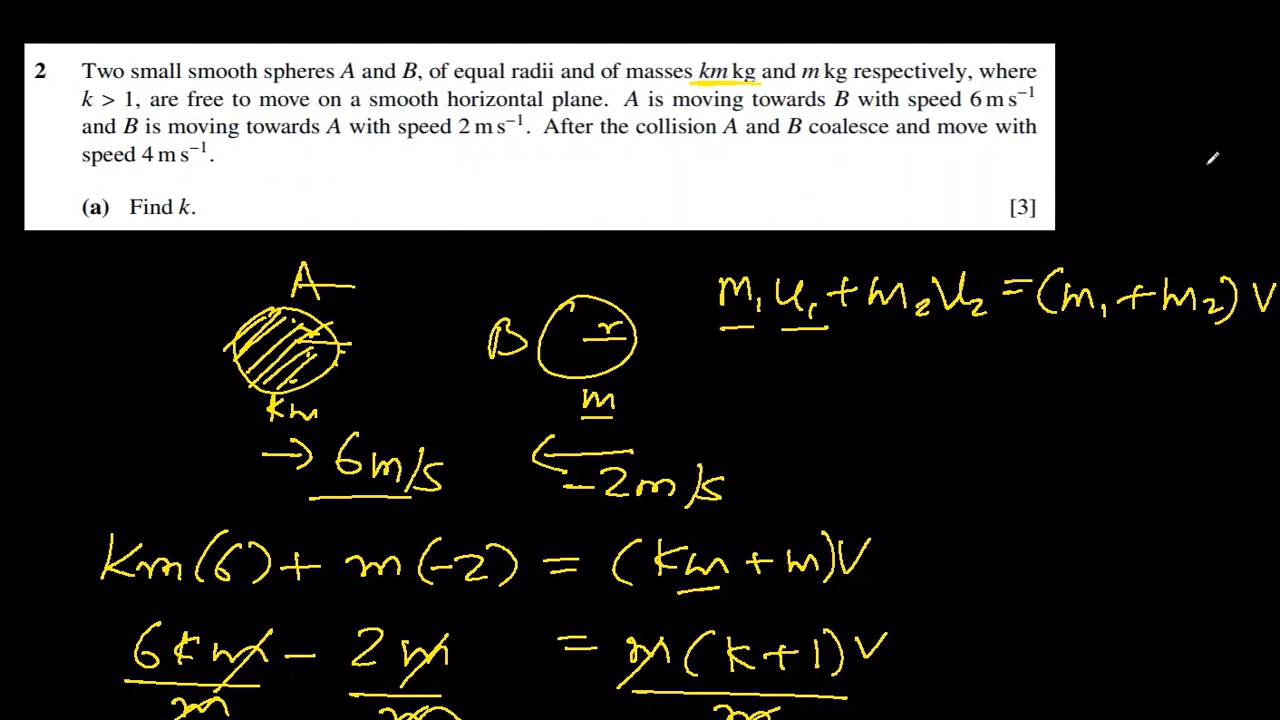 2 Two small smooth spheres A and B, of equal radii and of masses km kg and m kg respectively, where
k > 1, are free to move on a smooth horizontal plane. A is moving towards B with speed 6 m s⁻¹
and B is moving towards A with speed 2 m s⁻¹. After the collision A and B coalesce and move with
speed 4 m s⁻¹.
(a) Find k. [3]
A
m₁u₁ + m₂u₂ = (m₁ + m₂) V
B r
km m
→ 6m/s ← -2m/s
km(6) + m(-2) = (km + m)V
6km - 2m = m(k+1)V
m m m